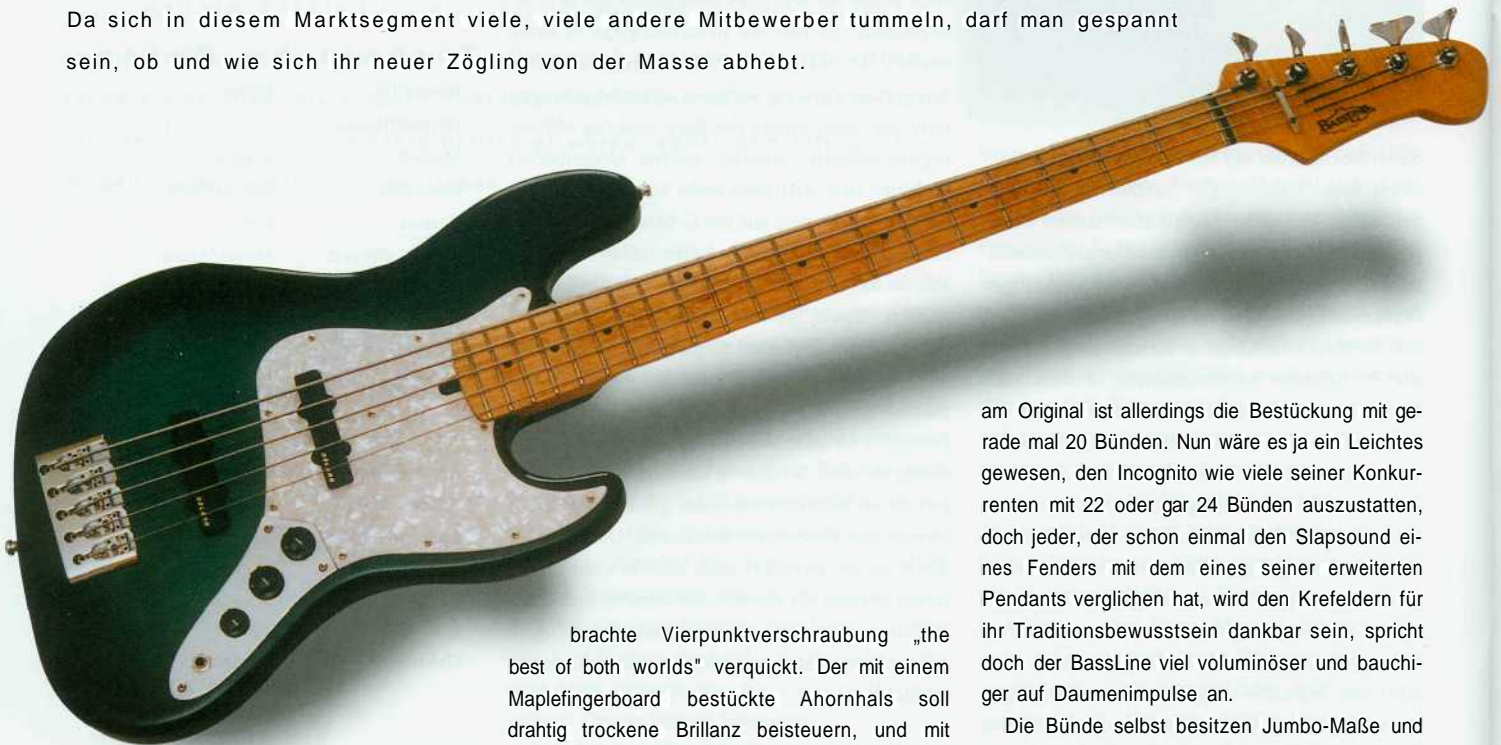 Da sich in diesem Marktsegment viele, viele andere Mitbewerber tummeln, darf man gespannt
sein, ob und wie sich ihr neuer Zögling von der Masse abhebt.
brachte Vierpunktverschraubung „the
best of both worlds" verquickt. Der mit einem
Maplefingerboard bestückte Ahornhals soll
drahtig trockene Brillanz beisteuern, und mit
am Original ist allerdings die Bestückung mit ge-
rade mal 20 Bünden. Nun wäre es ja ein Leichtes
gewesen, den Incognito wie viele seiner Konkur-
renten mit 22 oder gar 24 Bünden auszustatten,
doch jeder, der schon einmal den Slapsound ei-
nes Fenders mit dem eines seiner erweiterten
Pendants verglichen hat, wird den Krefeldern für
ihr Traditionsbewusstsein dankbar sein, spricht
doch der BassLine viel voluminöser und bauchi-
ger auf Daumenimpulse an.
Die Bünde selbst besitzen Jumbo-Maße und